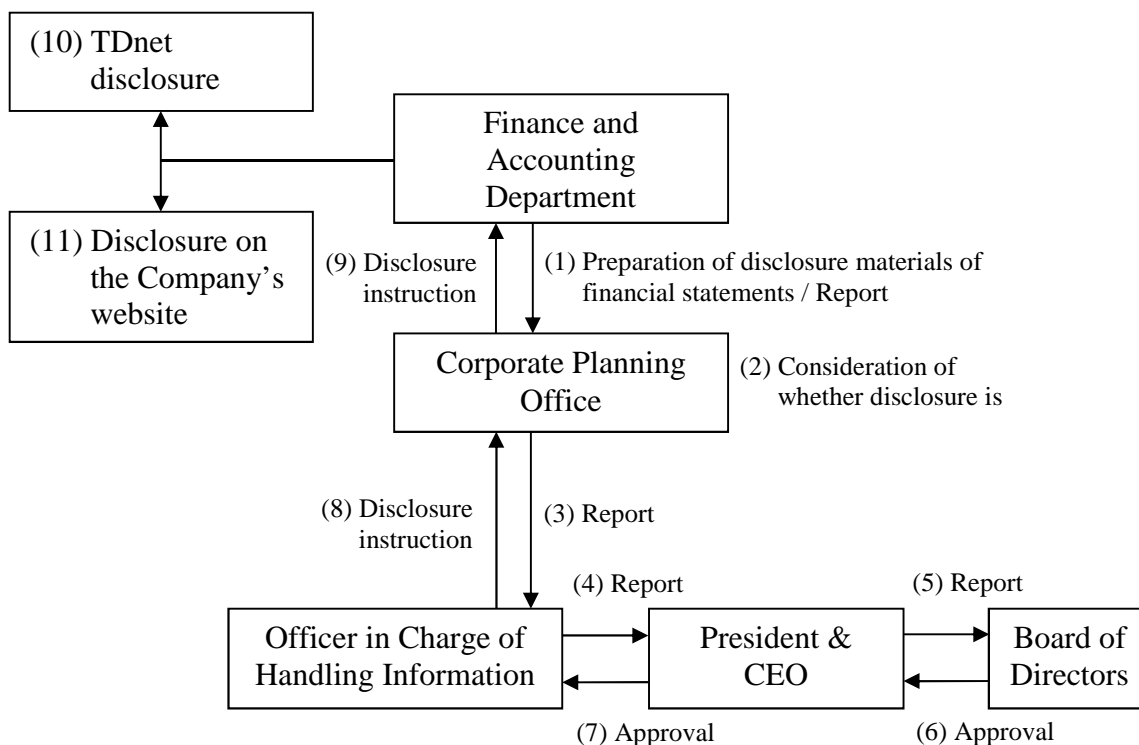 (10) TDnet
disclosure
Finance and
Accounting
Department
(11) Disclosure on
the Company’s
website
(9) Disclosure
instruction
(1) Preparation of disclosure materials of
financial statements / Report
Corporate Planning
Office
(2) Consideration of
whether disclosure is
(8) Disclosure
instruction
(3) Report
(4) Report
(5) Report
Officer in Charge of
Handling Information
President &
CEO
Board of
Directors
(7) Approval
(6) Approval